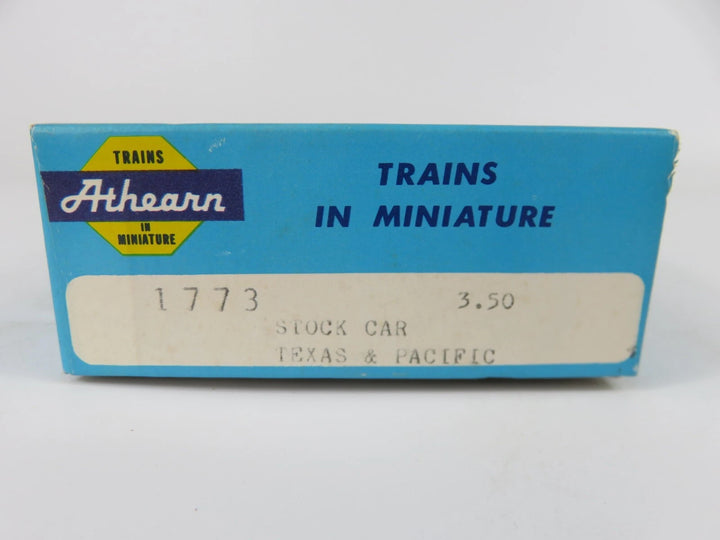 TRAINS
Athearn
IN
MINIATURE
TRAINS
IN MINIATURE
1773 3.50
STOCK CAR
TEXAS & PACIFIC